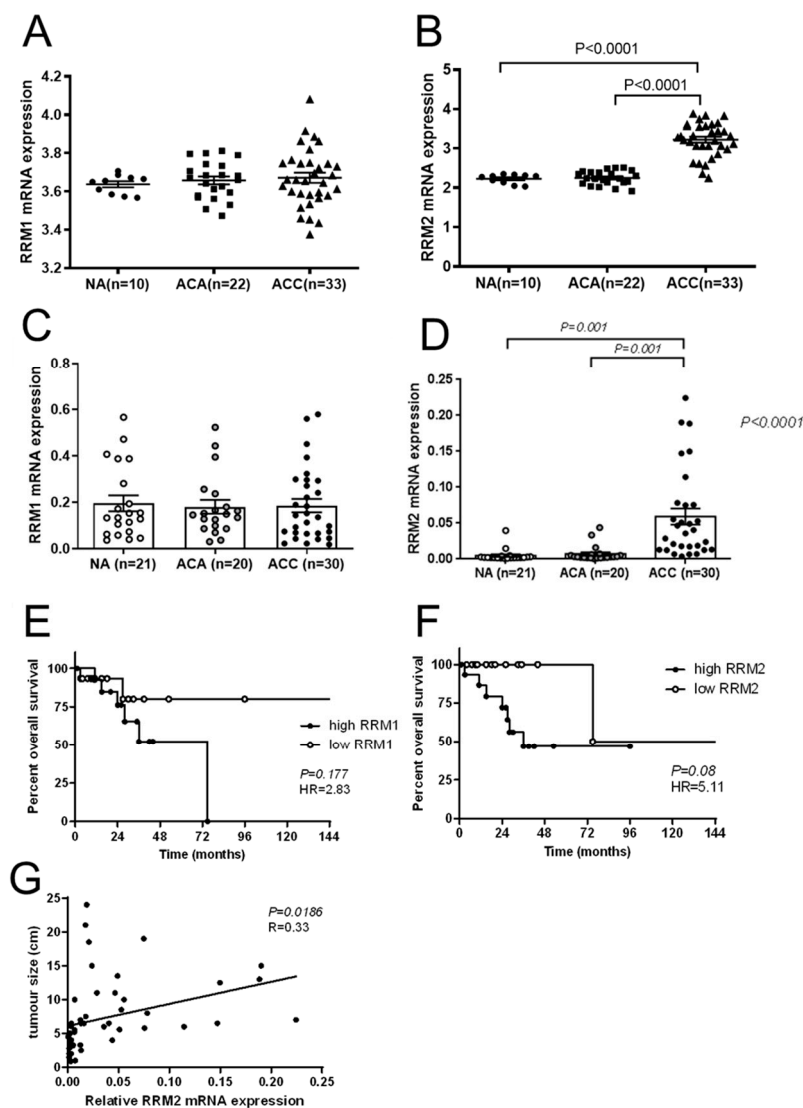 A
RRM1 mRNA expression
4.2
4.0
3.8
3.6
3.4
3.2
NA(n=10) ACA(n=22) ACC(n=33)
B
P<0.0001
P<0.0001
RRM2 mRNA expression
5
4
3
2
1
0
NA(n=10) ACA(n=22) ACC(n=33)
C
RRM1 mRNA expression
0.8
0.6
0.4
0.2
0.0
NA (n=21) ACA (n=20) ACC (n=30)
D
P=0.001
P=0.001
P<0.0001
RRM2 mRNA expression
0.25
0.20
0.15
0.10
0.05
0.00
NA (n=21) ACA (n=20) ACC (n=30)
E
Percent overall survival
100
75
50
25
0
high RRM1
low RRM1
P=0.177
HR=2.83
0 24 48 72 96 120 144
Time (months)
F
Percent overall survival
100
75
50
25
0
high RRM2
low RRM2
P=0.08
HR=5.11
0 24 48 72 96 120 144
Time (months)
G
tumour size (cm)
25
20
15
10
5
0
P=0.0186
R=0.33
0.00 0.05 0.10 0.15 0.20 0.25
Relative RRM2 mRNA expression